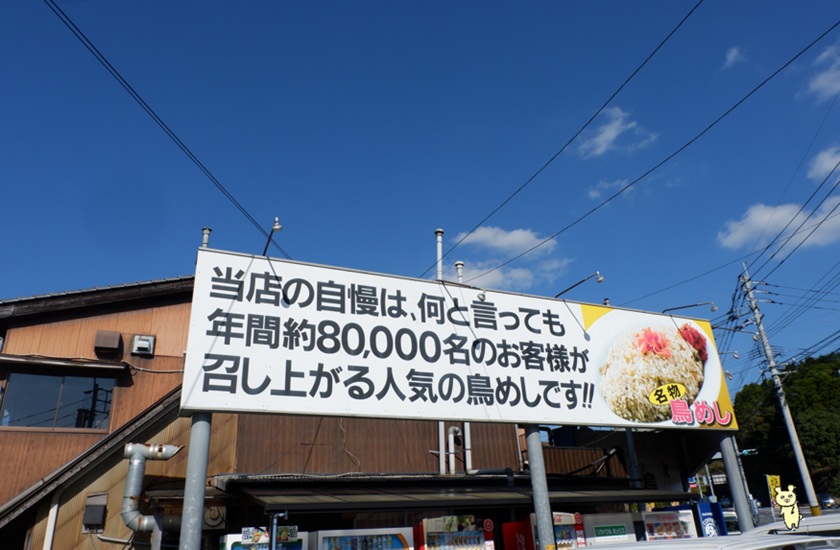 当店の自慢は、何と言っても
年間約80,000名のお客様が
召し上がる人気の鳥めしです!!
名物
鳥めし